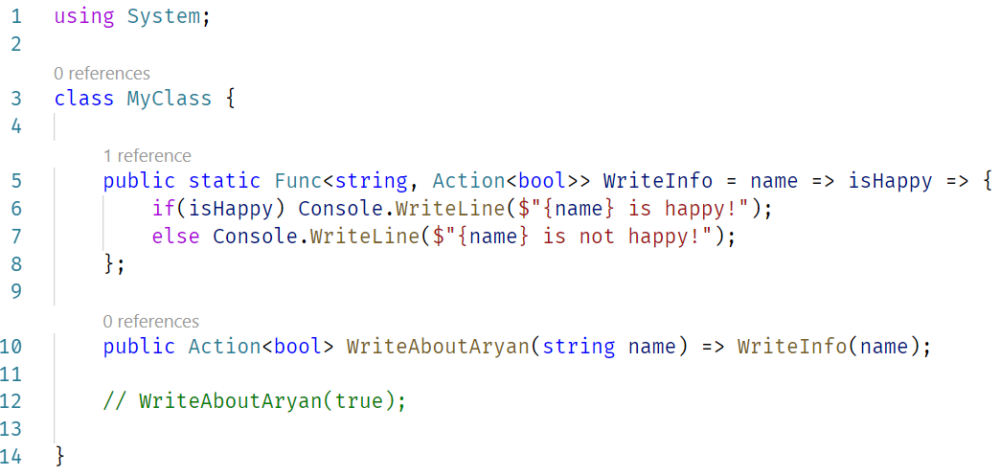 1 using System;
2
0 references
3 class MyClass {
4
1 reference
5 public static Func<string, Action<bool>> WriteInfo = name => isHappy => {
6 if(isHappy) Console.WriteLine($"{name} is happy!");
7 else Console.WriteLine($"{name} is not happy!");
8 };
9
0 references
10 public Action<bool> WriteAboutAryan(string name) => WriteInfo(name);
11
12 // WriteAboutAryan(true);
13
14 }